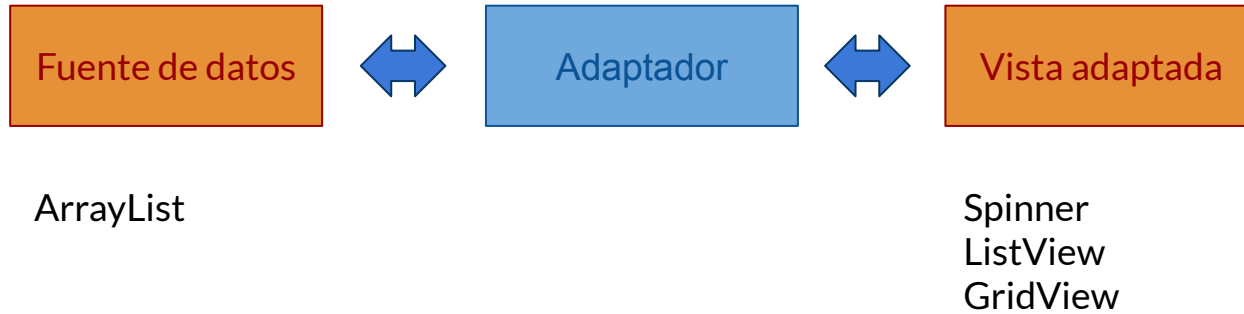 Fuente de datos
Adaptador
Vista adaptada
ArrayList
Spinner
ListView
GridView